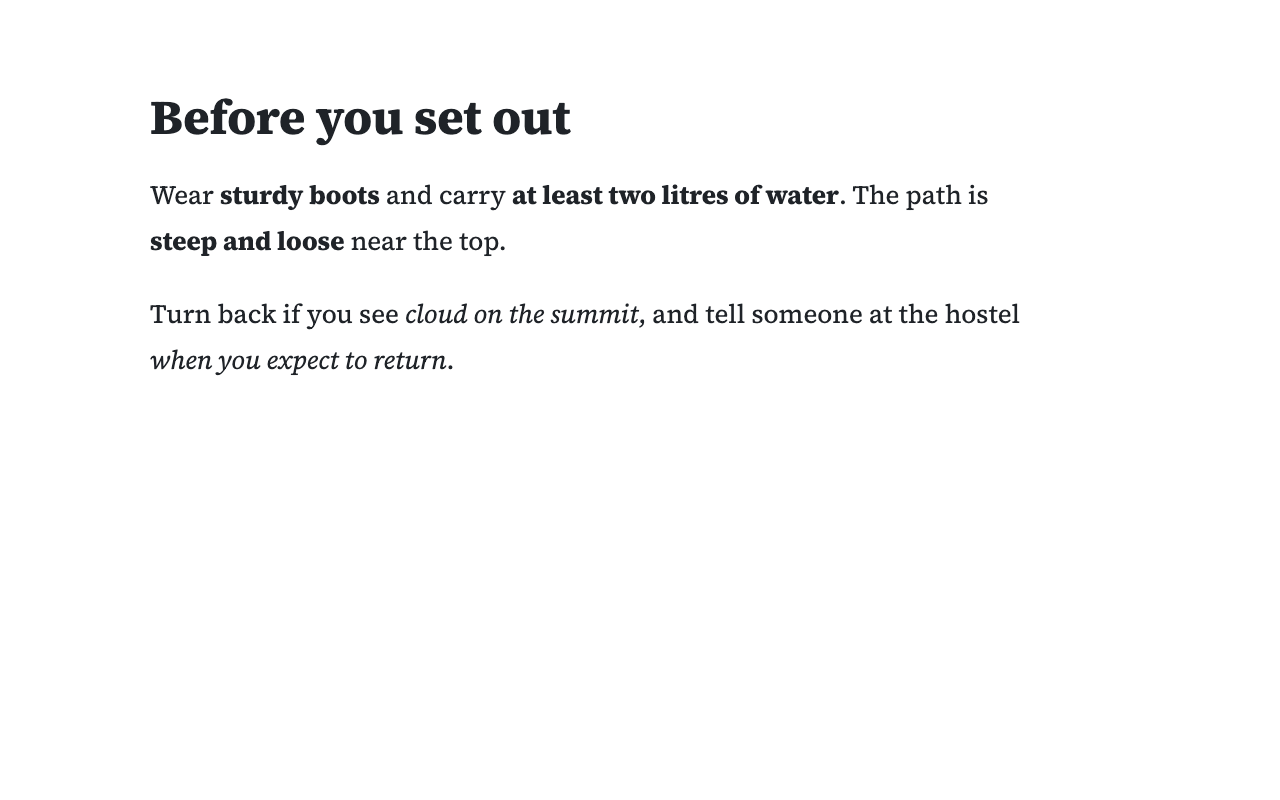 Before you set out
Wear sturdy boots and carry at least two litres of water. The path is
steep and loose near the top.
Turn back if you see cloud on the summit, and tell someone at the hostel
when you expect to return.